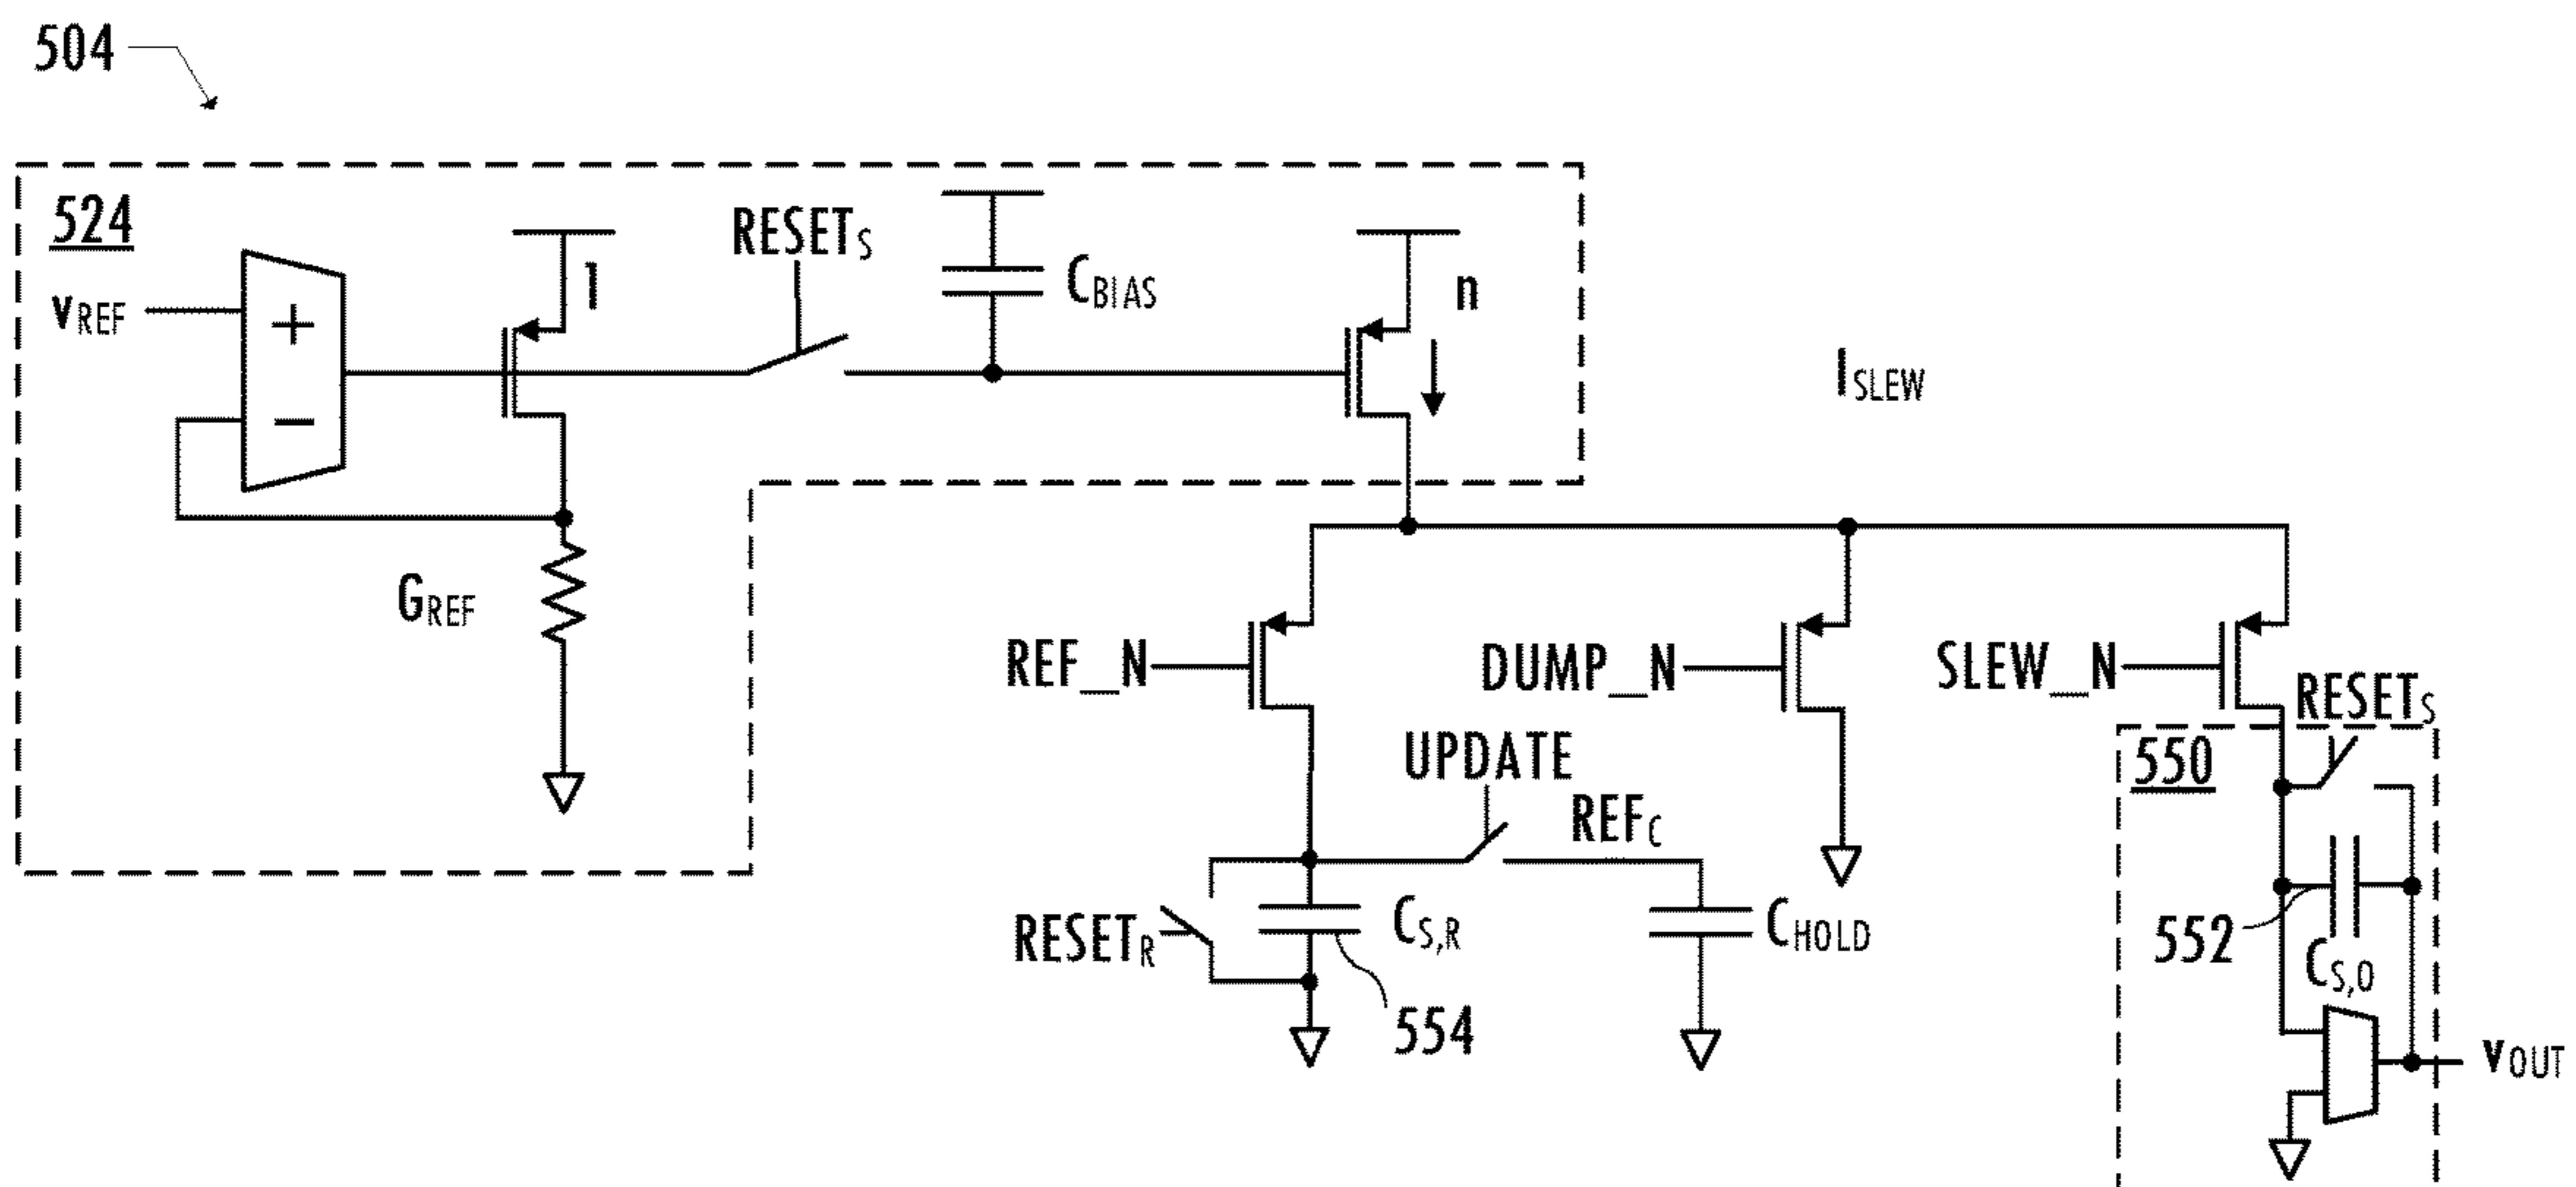 504
524
RESETS
1
CBIAS
n
vREF
+
−
ISLEW
GREF
REF_N
DUMP_N
SLEW_N
RESETS
UPDATE
550
REFC
RESETR
CS,R
CHOLD
552
CS,O
554
vOUT